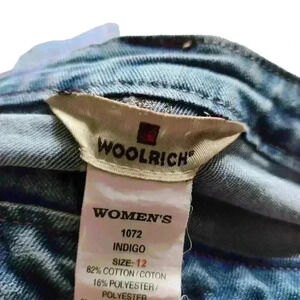 WOOLRICH®
WOMEN'S
1072
INDIGO
SIZE: 12
82% COTTON/COTON
16% POLYESTER/
POLYESTER